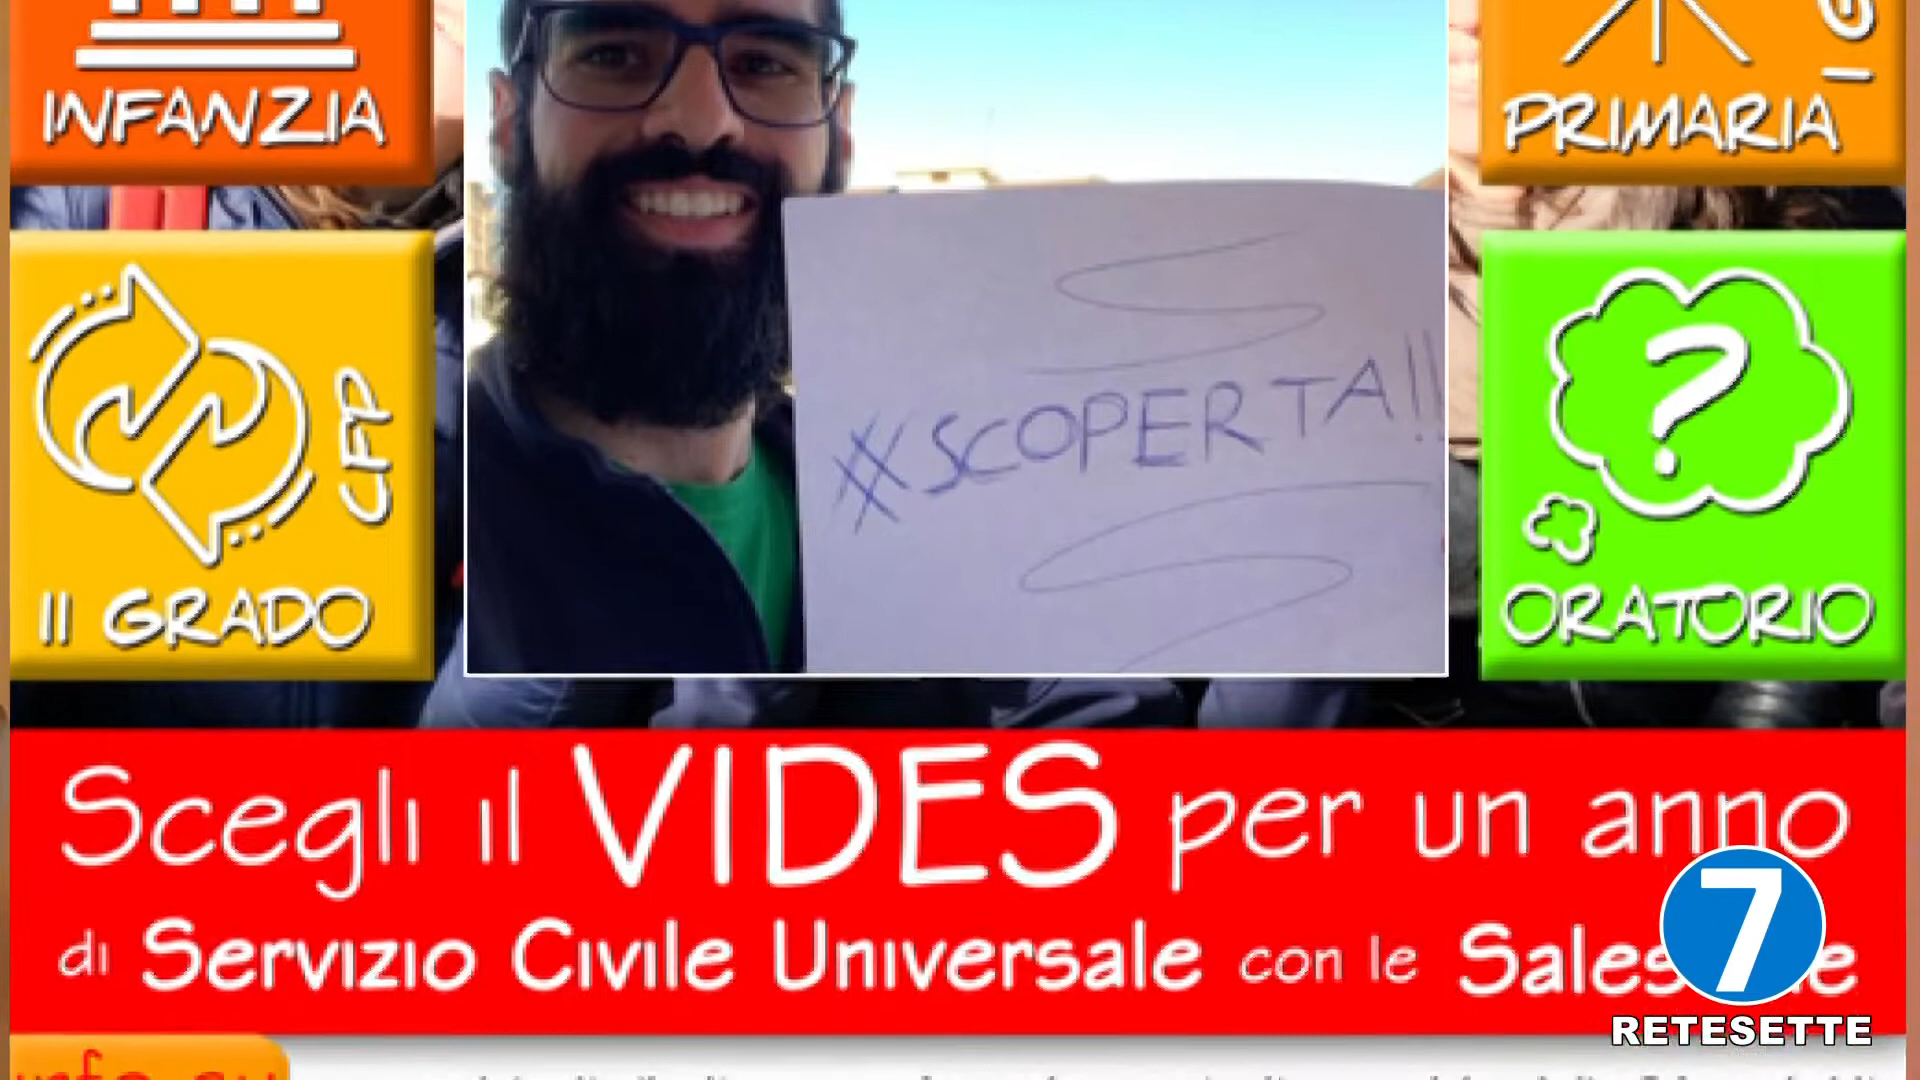 INFANZIA
PRIMARIA
I G
CFP
II GRADO
#SCOPERTA!!
?
ORATORIO
Scegli il VIDES per un anno
di Servizio Civile Universale con le
7
RETESETTE